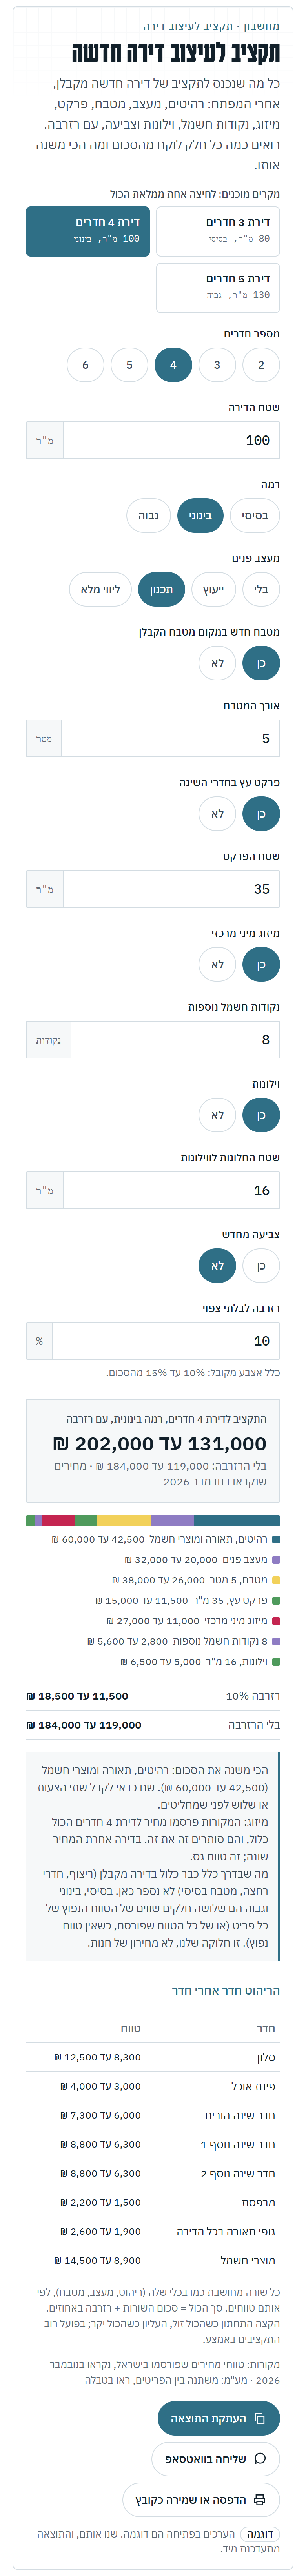 מחשבון · תקציב לעיצוב דירה
תקציב לעיצוב דירה חדשה
כל מה שנכנס לתקציב של דירה חדשה מקבלן,
אחרי המפתח: רהיטים, מעצב, מטבח, פרקט,
מיזוג, נקודות חשמל, וילונות וצביעה, עם רזרבה.
רואים כמה כל חלק לוקח מהסכום ומה הכי משנה
אותו.
מקרים מוכנים: לחיצה אחת ממלאת הכול
דירת 3 חדרים
80 מ"ר, בסיסי
דירת 4 חדרים
100 מ"ר, בינוני
דירת 5 חדרים
130 מ"ר, גבוה
מספר חדרים
2 3 4 5 6
שטח הדירה
100 מ"ר
רמה
בסיסי בינוני גבוה
מעצב פנים
בלי ייעוץ תכנון ליווי מלא
מטבח חדש במקום מטבח הקבלן
כן לא
אורך המטבח
5 מטר
פרקט עץ בחדרי השינה
כן לא
שטח הפרקט
35 מ"ר
מיזוג מיני מרכזי
כן לא
נקודות חשמל נוספות
8 נקודות
וילונות
כן לא
שטח החלונות לווילונות
16 מ"ר
צביעה מחדש
כן לא
רזרבה לבלתי צפוי
10 %
כלל אצבע מקובל: 10% עד 15% מהסכום.
התקציב לדירת 4 חדרים, רמה בינונית, עם רזרבה
131,000 עד 202,000 ₪
בלי הרזרבה: 119,000 עד 184,000 ₪ · מחירים
שנקראו בנובמבר 2026
רהיטים, תאורה ומוצרי חשמל 42,500 עד 60,000 ₪
מעצב פנים 20,000 עד 32,000 ₪
מטבח, 5 מטר 26,000 עד 38,000 ₪
פרקט עץ, 35 מ"ר 11,500 עד 15,000 ₪
מיזוג מיני מרכזי 11,000 עד 27,000 ₪
8 נקודות חשמל נוספות 2,800 עד 5,600 ₪
וילונות, 16 מ"ר 5,000 עד 6,500 ₪
רזרבה 10% 11,500 עד 18,500 ₪
בלי הרזרבה 119,000 עד 184,000 ₪
הכי משנה את הסכום: רהיטים, תאורה ומוצרי חשמל
(42,500 עד 60,000 ₪). שם כדאי לקבל שתי הצעות
או שלוש לפני שמחליטים.
מיזוג: המקורות פרסמו מחיר לדירת 4 חדרים הכול
כלול, והם סותרים זה את זה. בדירה אחרת המחיר
שונה; זה טווח גס.
מה שבדרך כלל כבר כלול בדירה מקבלן (ריצוף, חדרי
רחצה, מטבח בסיסי) לא נספר כאן. בסיסי, בינוני
וגבוה הם שלושה חלקים שווים של הטווח הנפוץ של
כל פריט (או של כל הטווח שפורסם, כשאין טווח
נפוץ). זו חלוקה שלנו, לא מחירון של חנות.
הריהוט חדר אחרי חדר
חדר טווח
סלון 8,300 עד 12,500 ₪
פינת אוכל 3,000 עד 4,000 ₪
חדר שינה הורים 6,000 עד 7,300 ₪
חדר שינה נוסף 1 6,300 עד 8,800 ₪
חדר שינה נוסף 2 6,300 עד 8,800 ₪
מרפסת 1,500 עד 2,200 ₪
גופי תאורה בכל הדירה 1,900 עד 2,600 ₪
מוצרי חשמל 8,900 עד 14,500 ₪
כל שורה מחושבת כמו בכלי שלה (ריהוט, מעצב, מטבח), לפי
אותם טווחים. סך הכול = סכום השורות + רזרבה באחוזים.
הקצה התחתון כשהכול זול, העליון כשהכול יקר; בפועל רוב
התקציבים באמצע.
מקורות: טווחי מחירים שפורסמו בישראל, נקראו בנובמבר
2026 · מע"מ: משתנה בין הפריטים, ראו בטבלה
העתקת התוצאה
שליחה בוואטסאפ
הדפסה או שמירה כקובץ
דוגמה הערכים בפתיחה הם דוגמה. שנו אותם, והתוצאה
מתעדכנת מיד.